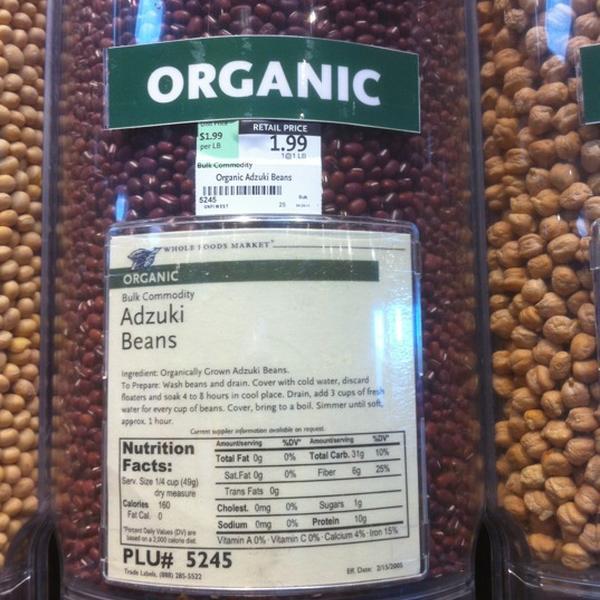 ORGANIC
$1.99
per LB
RETAIL PRICE
1.99
1@1 LB
Bulk Commodity
Organic Adzuki Beans
5245
UNFI WEST
25
WHOLE FOODS MARKET
ORGANIC
Bulk Commodity
Adzuki
Beans
Ingredient: Organically Grown Adzuki Beans.
To Prepare: Wash beans and drain. Cover with cold water, discard
floaters and soak 4 to 8 hours in cool place. Drain, add 3 cups of fresh
water for every cup of beans. Cover, bring to a boil. Simmer until soft,
approx. 1 hour.
Current supplier information available on request.
Nutrition
Facts:
Serv. Size 1/4 cup (49g)
dry measure
Calories 160
Fat Cal. 0
*Percent Daily Values (DV) are
based on a 2,000 calorie diet.
Amount/serving %DV* Amount/serving %DV*
Total Fat 0g 0% Total Carb. 31g 10%
Sat.Fat 0g 0% Fiber 6g 25%
Trans Fats 0g
Cholest. 0mg 0% Sugars 1g
Sodium 0mg 0% Protein 10g
Vitamin A 0% · Vitamin C 0% · Calcium 4% · Iron 15%
PLU# 5245
Trade Labels, (888) 285-5522
Eff. Date: 2/15/2005